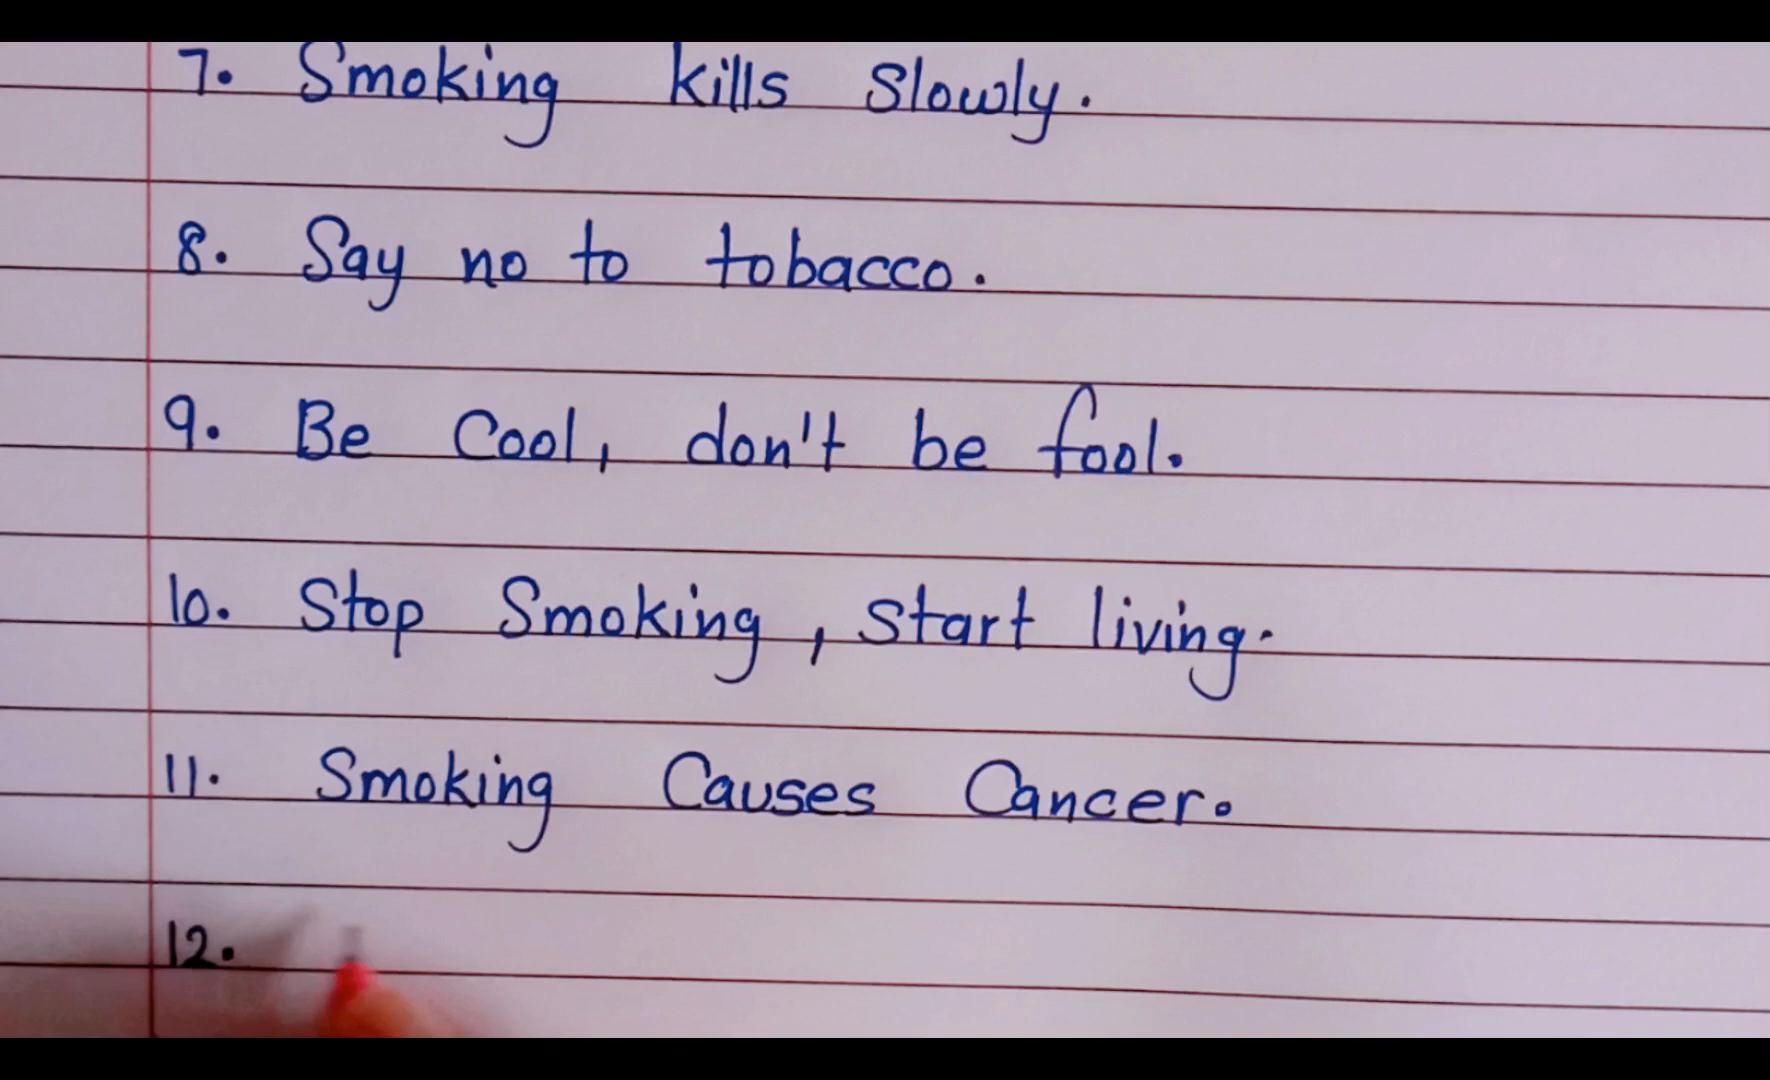 7. Smoking kills Slowly.
8. Say no to tobacco.
9. Be Cool, don't be fool.
10. Stop Smoking, start living.
11. Smoking Causes Cancer.
12.